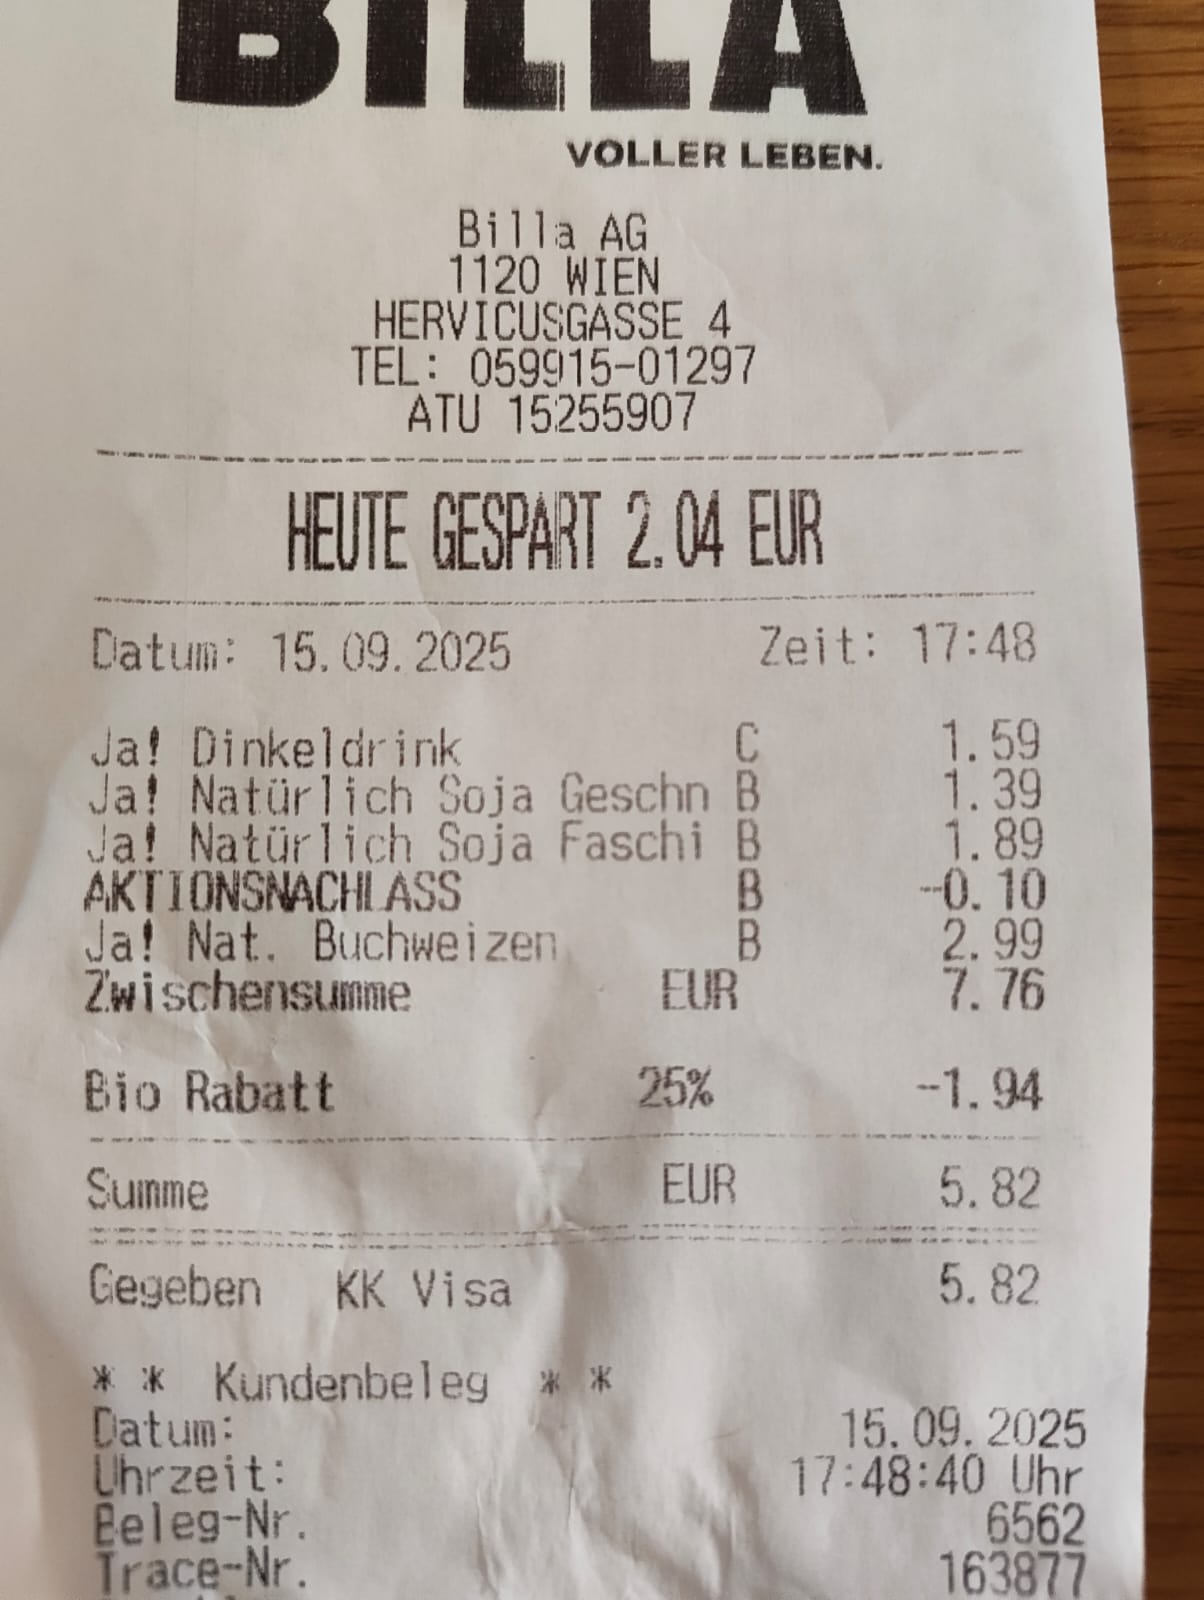 BILLA
VOLLER LEBEN.
Billa AG
1120 WIEN
HERVICUSGASSE 4
TEL: 059915-01297
ATU 15255907
HEUTE GESPART 2.04 EUR
Datum: 15.09.2025 Zeit: 17:48
Ja! Dinkeldrink C 1.59
Ja! Natürlich Soja Geschn B 1.39
Ja! Natürlich Soja Faschi B 1.89
AKTIONSNACHLASS B -0.10
Ja! Nat. Buchweizen B 2.99
Zwischensumme EUR 7.76
Bio Rabatt 25% -1.94
Summe EUR 5.82
Gegeben KK Visa 5.82
* * Kundenbeleg * *
Datum: 15.09.2025
Uhrzeit: 17:48:40 Uhr
Beleg-Nr. 6562
Trace-Nr. 163877